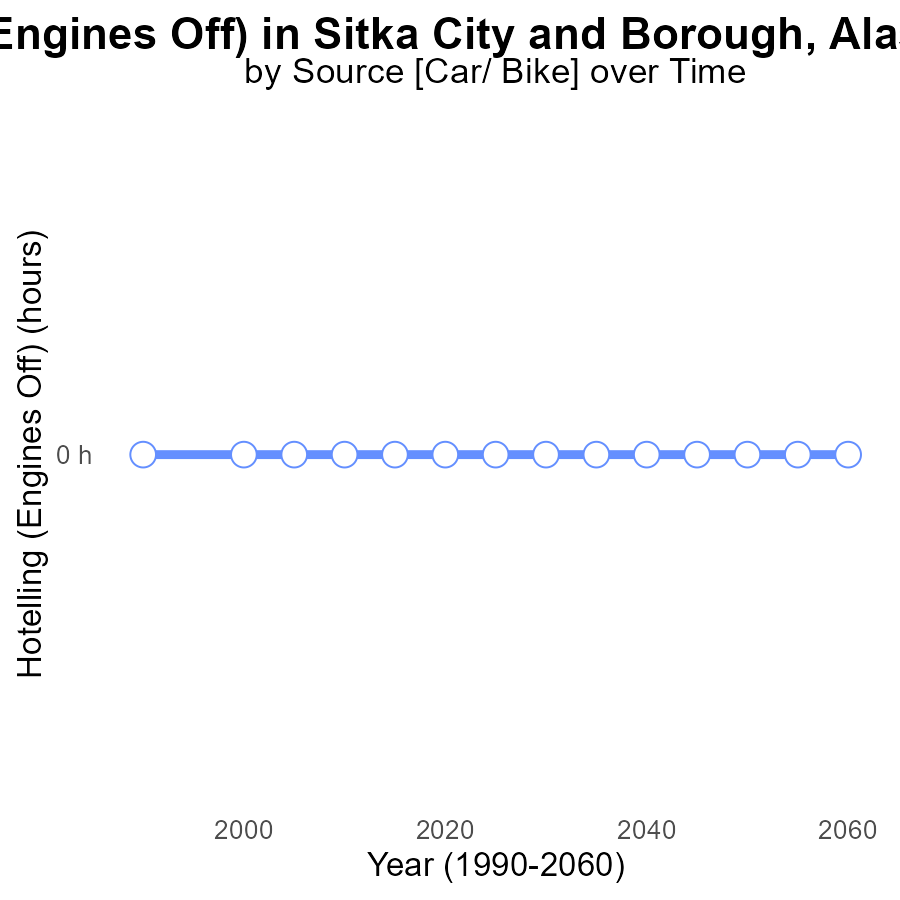 Engines Off) in Sitka City and Borough, Alas
by Source [Car/ Bike] over Time
Hotelling (Engines Off) (hours)
0 h
2000 2020 2040 2060
Year (1990-2060)